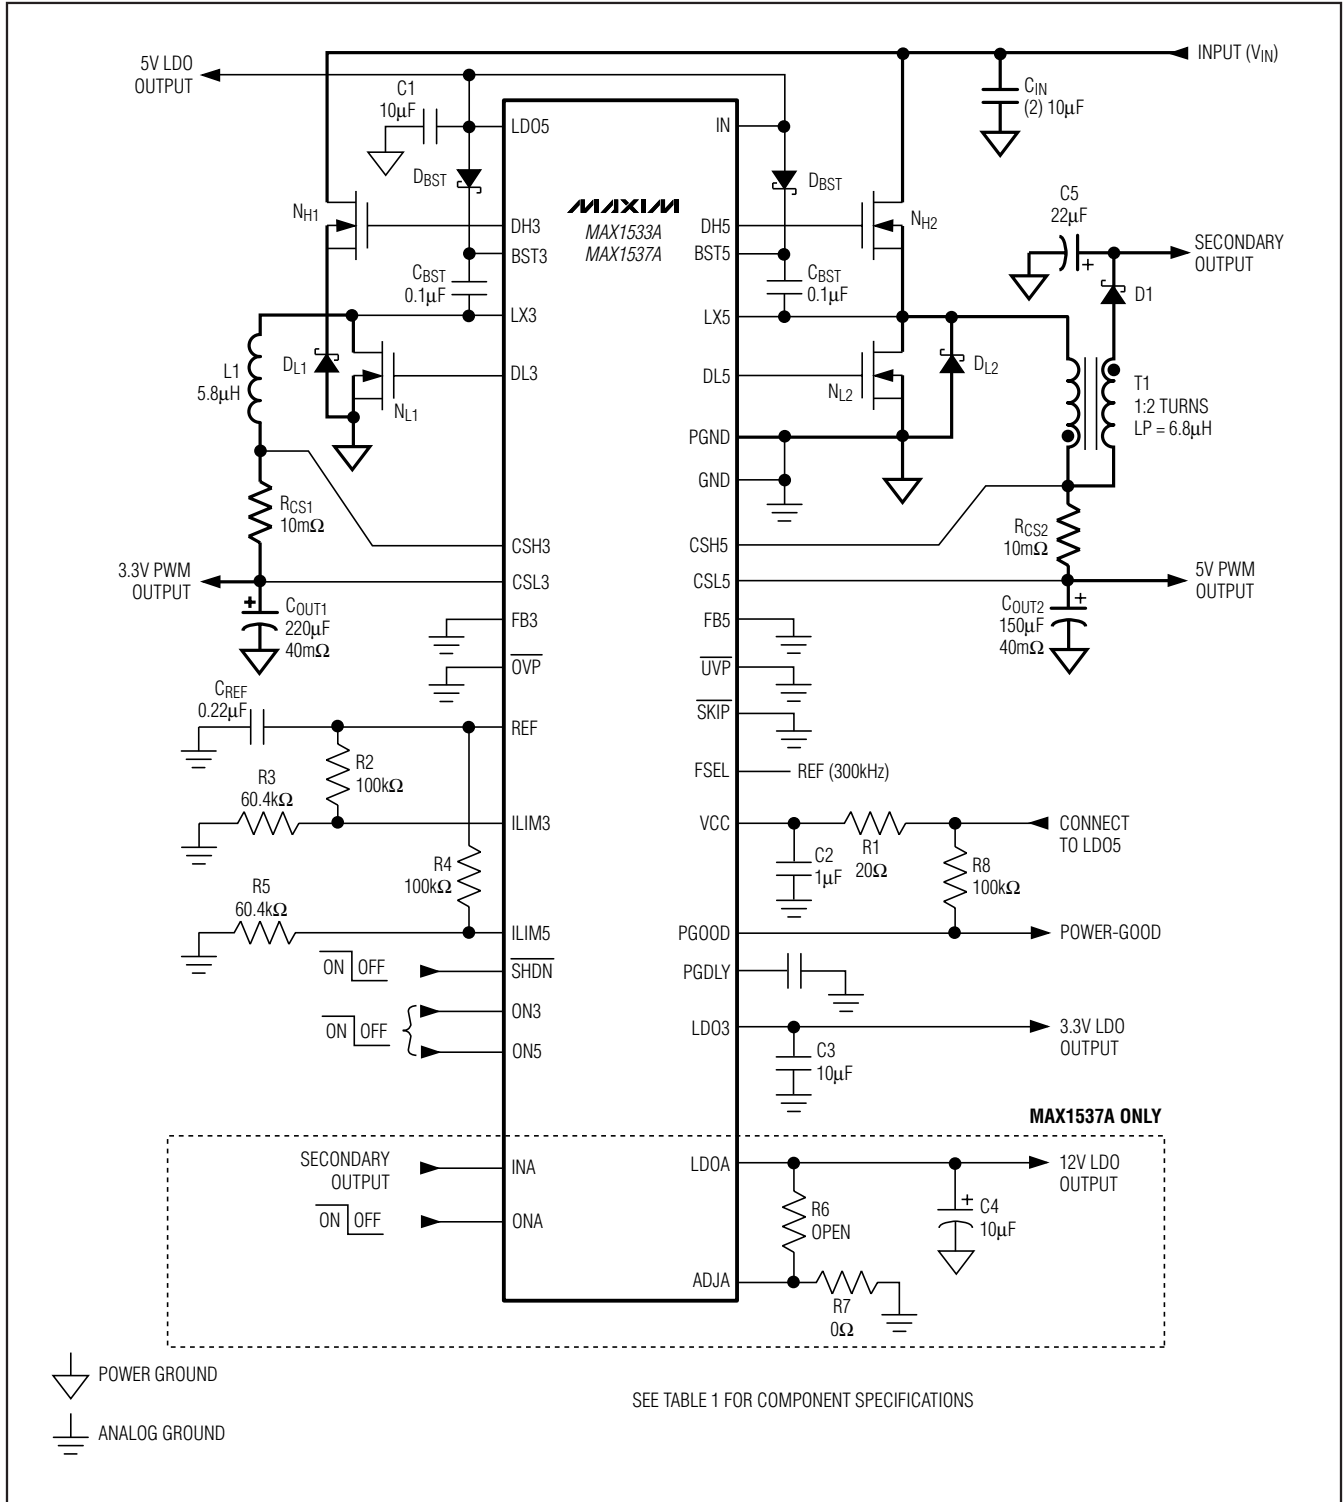 INPUT (VIN)
5V LDO
OUTPUT
C1
10µF
CIN
(2) 10µF
LDO5
IN
DBST
DBST
C5
22µF
MAXIM
MAX1533A
MAX1537A
NH1
DH3
DH5
NH2
BST3
BST5
SECONDARY
OUTPUT
+
CBST
0.1µF
CBST
0.1µF
D1
LX3
LX5
L1
5.8µH
DL1
DL3
DL5
DL2
NL1
NL2
T1
1:2 TURNS
LP = 6.8µH
PGND
GND
RCS1
10mΩ
RCS2
10mΩ
CSH3
CSH5
3.3V PWM
OUTPUT
CSL3
CSL5
5V PWM
OUTPUT
+
COUT1
220µF
40mΩ
+
COUT2
150µF
40mΩ
FB3
FB5
OVP
UVP
CREF
0.22µF
SKIP
REF
R2
100kΩ
FSEL
REF (300kHz)
R3
60.4kΩ
ILIM3
VCC
CONNECT
TO LDO5
R1
20Ω
C2
1µF
R4
100kΩ
R8
100kΩ
R5
60.4kΩ
ILIM5
PGOOD
POWER-GOOD
ON OFF
SHDN
PGDLY
ON3
ON OFF
ON5
LDO3
3.3V LDO
OUTPUT
C3
10µF
MAX1537A ONLY
SECONDARY
OUTPUT
INA
LDOA
12V LDO
OUTPUT
ON OFF
ONA
R6
OPEN
+
C4
10µF
ADJA
R7
0Ω
POWER GROUND
SEE TABLE 1 FOR COMPONENT SPECIFICATIONS
ANALOG GROUND